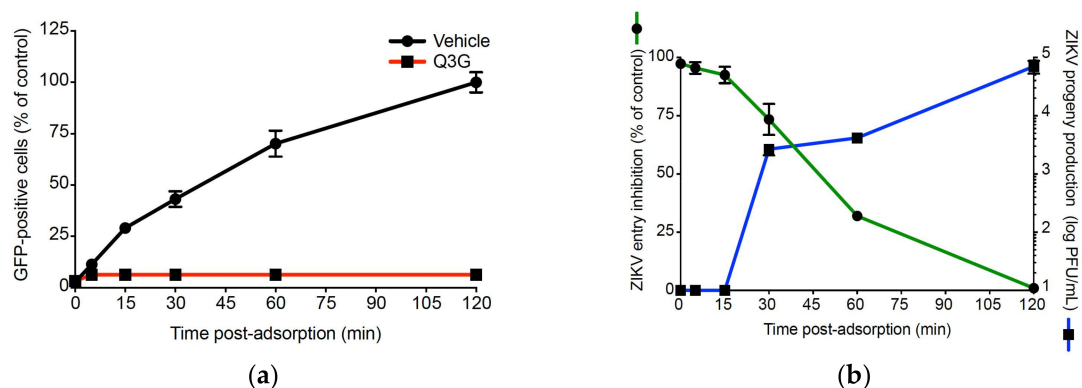 GFP-positive cells (% of control)
125
100
75
50
25
0
0 15 30 45 60 75 90 105 120
Time post-adsorption (min)
Vehicle
Q3G
(a)
ZIKV entry inhibition (% of control)
100
75
50
25
0
0 15 30 45 60 75 90 105 120
Time post-adsorption (min)
5
4
3
2
1
ZIKV progeny production (log PFU/mL)
(b)